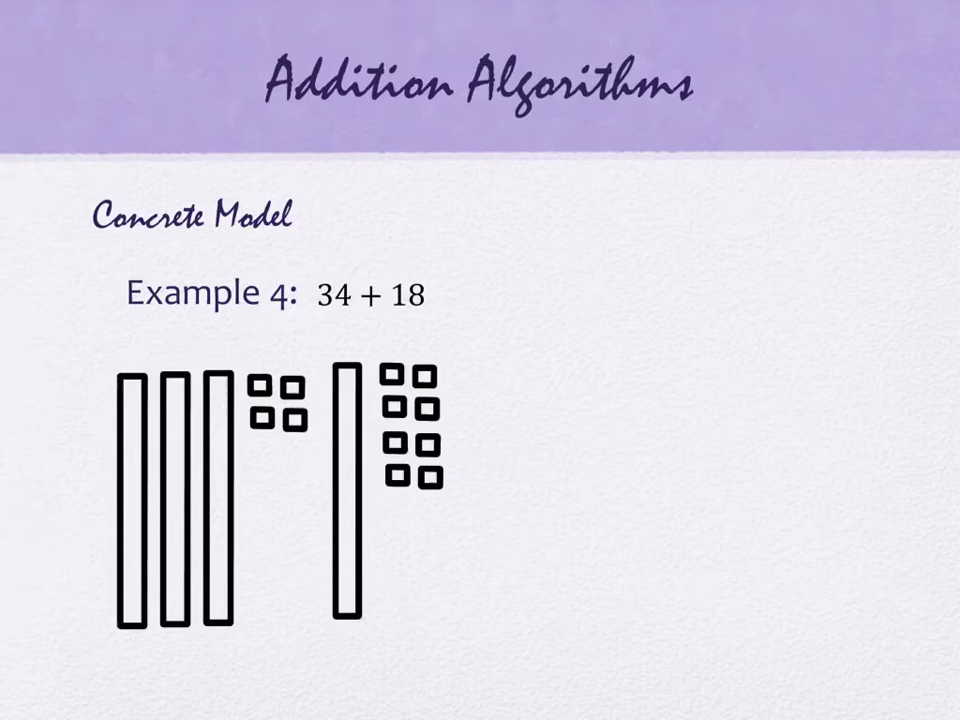 Addition Algorithms
Concrete Model
Example 4: 34 + 18